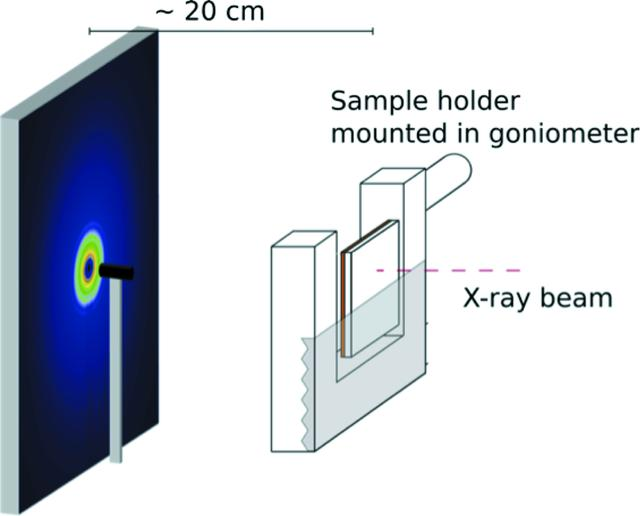 ~ 20 cm
Sample holder
mounted in goniometer
X-ray beam